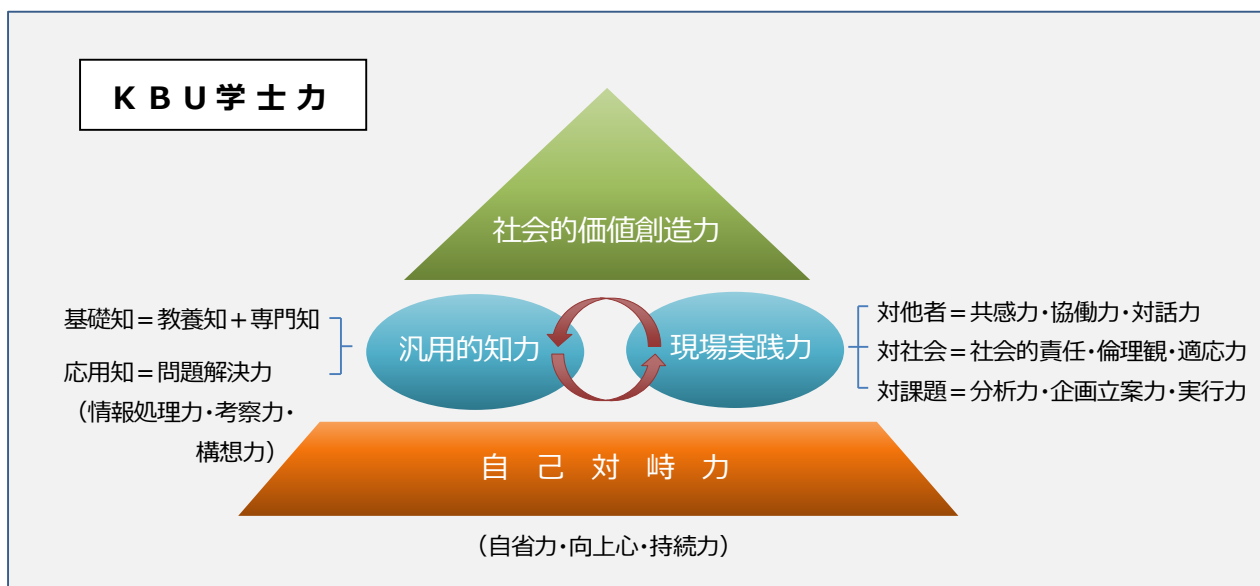 KBU学士力
社会的価値創造力
基礎知＝教養知＋専門知
応用知＝問題解決力
（情報処理力・考察力・
構想力）
汎用的知力
現場実践力
対他者＝共感力・協働力・対話力
対社会＝社会的責任・倫理観・適応力
対課題＝分析力・企画立案力・実行力
自己対峙力
（自省力・向上心・持続力）